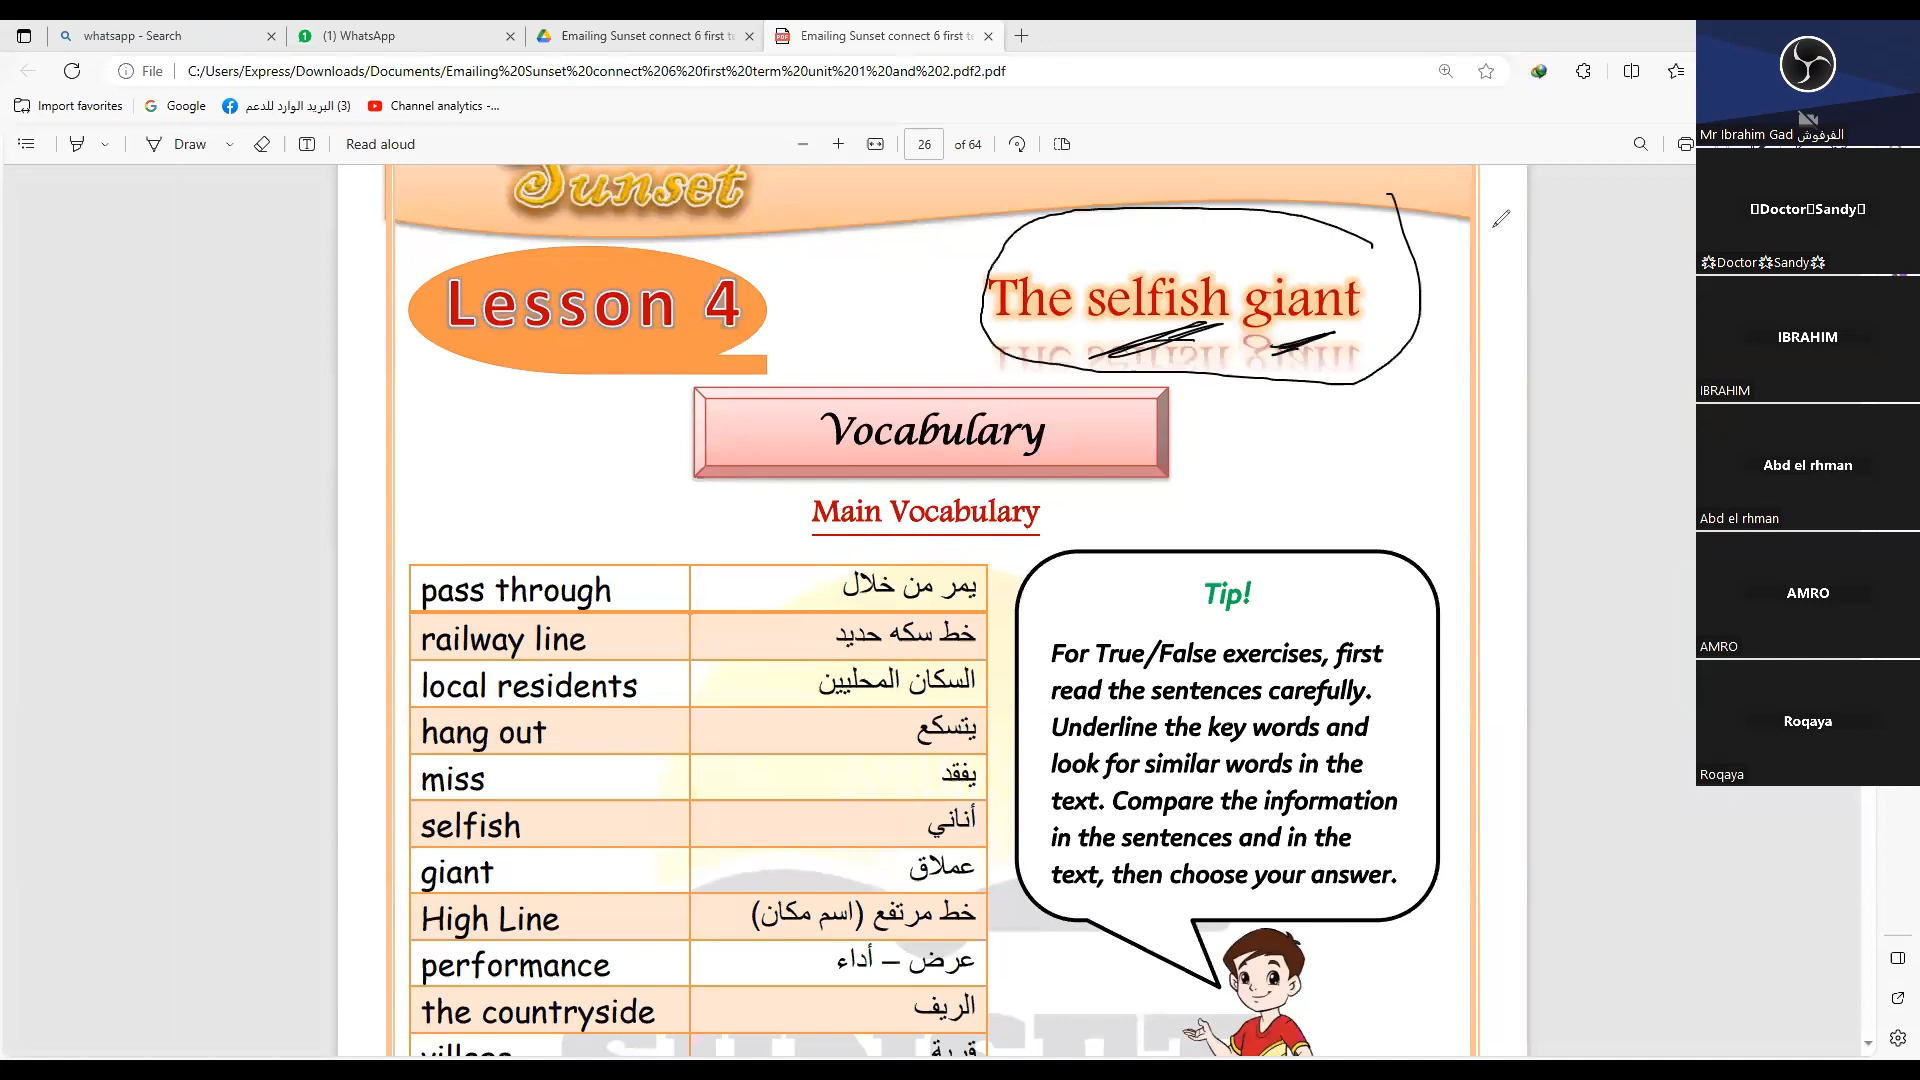 whatsapp - Search
(1) WhatsApp
Emailing Sunset connect 6 first te
Emailing Sunset connect 6 first te
File
C:/Users/Express/Downloads/Documents/Emailing%20Sunset%20connect%206%20first%20term%20unit%201%20and%202.pdf2.pdf
Import favorites
Google
(3) البريد الوارد للدعم
Channel analytics -...
Draw
Read aloud
26 of 64
Sunset
Lesson 4
The selfish giant
Vocabulary
Main Vocabulary
pass through يمر من خلال
railway line خط سكه حديد
local residents السكان المحليين
hang out يتسكع
miss يفقد
selfish أناني
giant عملاق
High Line خط مرتفع (اسم مكان)
performance عرض – أداء
the countryside الريف
village قرية
Tip!
For True/False exercises, first
read the sentences carefully.
Underline the key words and
look for similar words in the
text. Compare the information
in the sentences and in the
text, then choose your answer.
SUNSET
Mr Ibrahim Gad الفرفوش
Doctor Sandy
Doctor Sandy
IBRAHIM
IBRAHIM
Abd el rhman
Abd el rhman
AMRO
AMRO
Roqaya
Roqaya